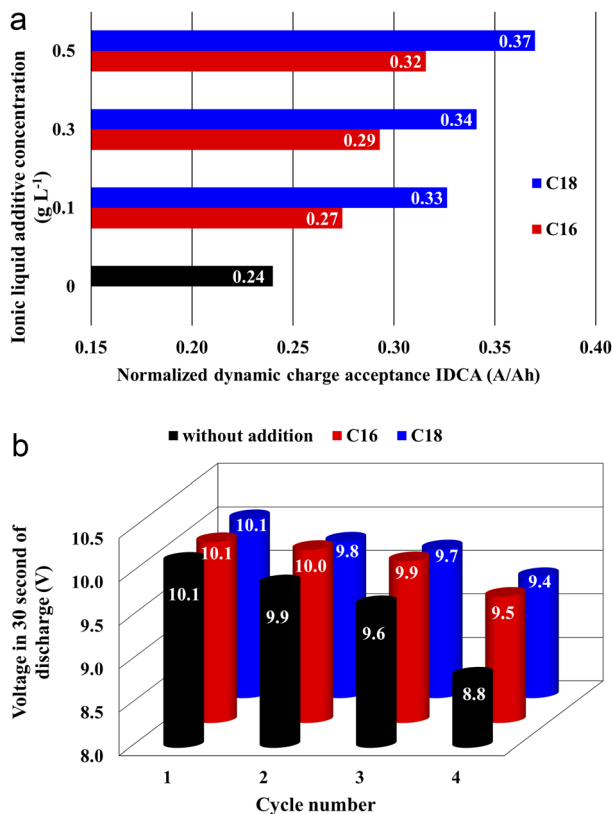 a
Ionic liquid additive concentration
(g L-1)
0.5
0.3
0.1
0
0.37
0.32
0.34
0.29
0.33
0.27
0.24
C18
C16
0.15 0.20 0.25 0.30 0.35 0.40
Normalized dynamic charge acceptance IDCA (A/Ah)
b
without addition C16 C18
Voltage in 30 second of
discharge (V)
10.5
10.0
9.5
9.0
8.5
8.0
10.1 9.8 9.7 9.4
10.1 10.0 9.9 9.5
10.1 9.9 9.6 8.8
1 2 3 4
Cycle number